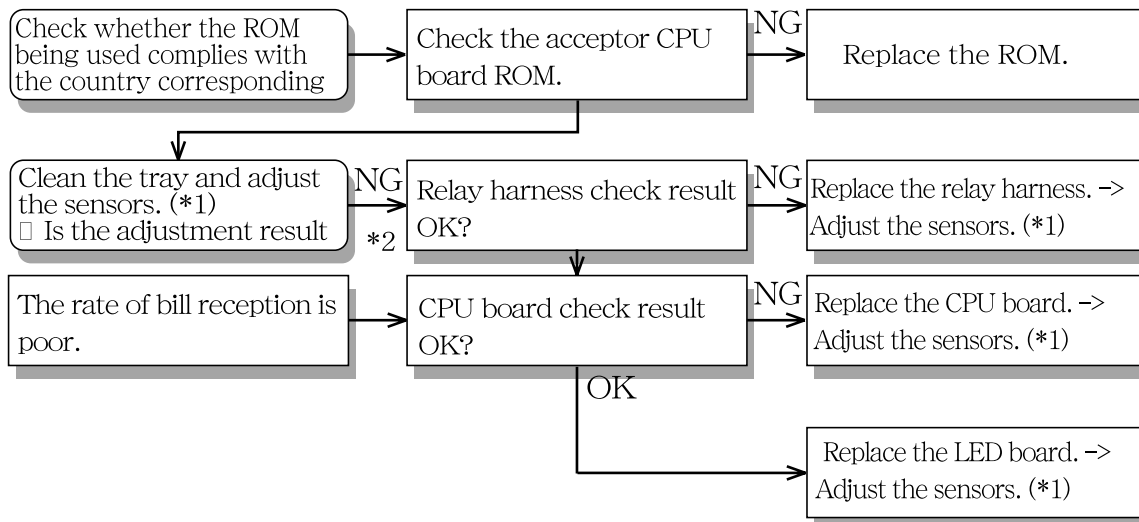 Check whether the ROM
being used complies with
the country corresponding
Check the acceptor CPU
board ROM.
NG
Replace the ROM.
Clean the tray and adjust
the sensors. (*1)
▯ Is the adjustment result
NG
*2
Relay harness check result
OK?
NG
Replace the relay harness. ->
Adjust the sensors. (*1)
The rate of bill reception is
poor.
CPU board check result
OK?
NG
Replace the CPU board. ->
Adjust the sensors. (*1)
OK
Replace the LED board. ->
Adjust the sensors. (*1)